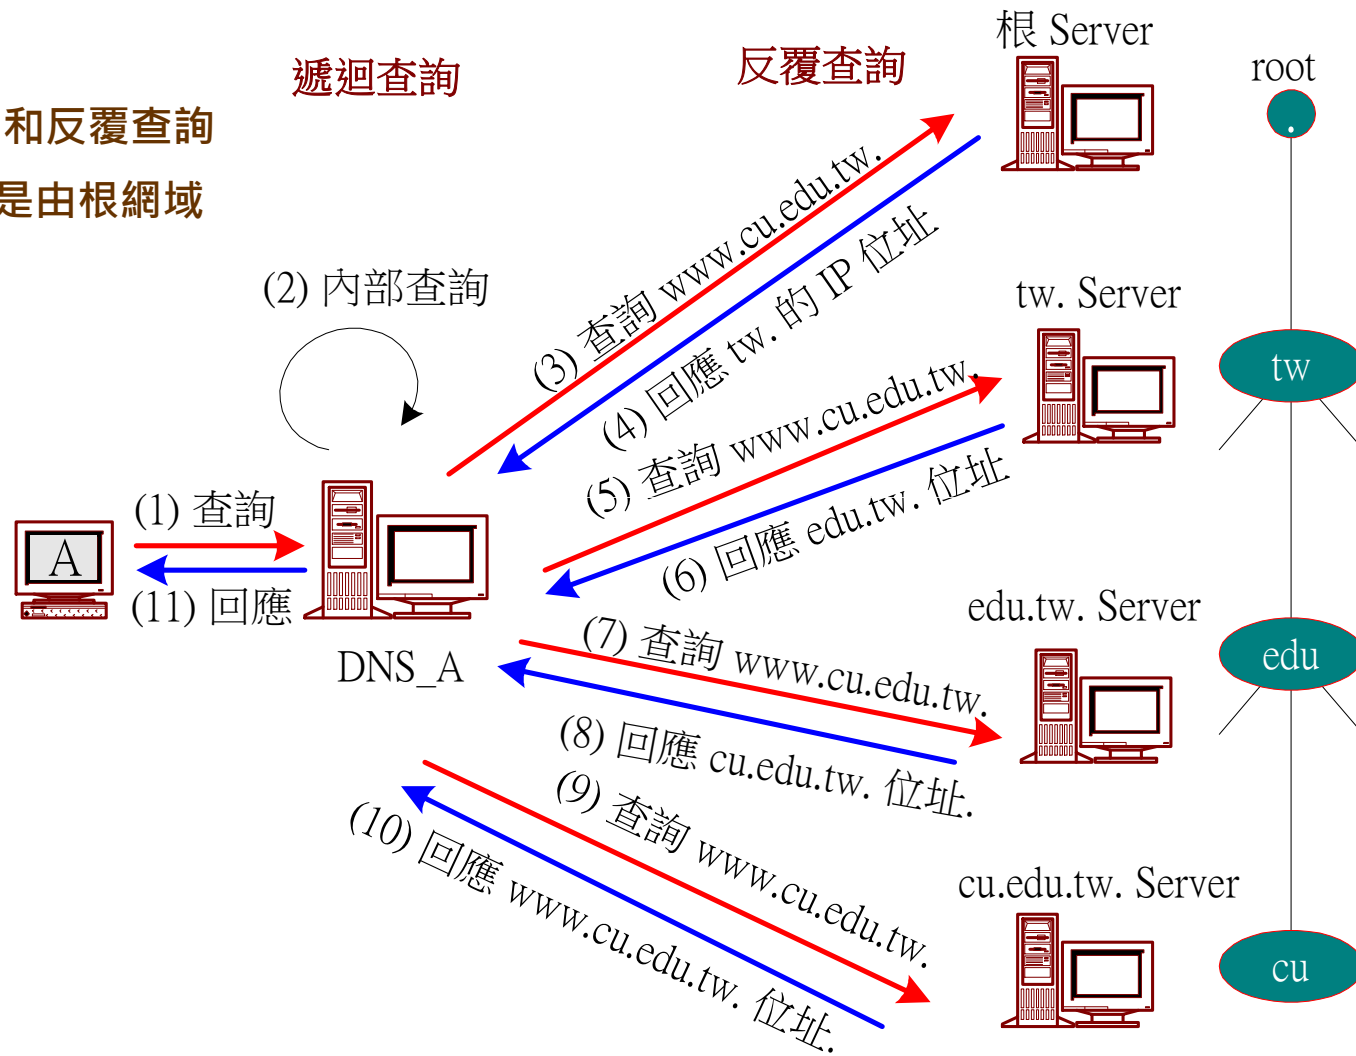 遞迴查詢
反覆查詢
根 Server
root
和反覆查詢
是由根網域
(2) 內部查詢
(3) 查詢 www.cu.edu.tw.
(4) 回應 tw. 的 IP 位址
tw. Server
tw
(5) 查詢 www.cu.edu.tw.
(6) 回應 edu.tw. 位址
(1) 查詢
A
(11) 回應
DNS_A
edu.tw. Server
edu
(7) 查詢 www.cu.edu.tw.
(8) 回應 cu.edu.tw. 位址.
(9) 查詢 www.cu.edu.tw.
(10) 回應 www.cu.edu.tw. 位址.
cu.edu.tw. Server
cu